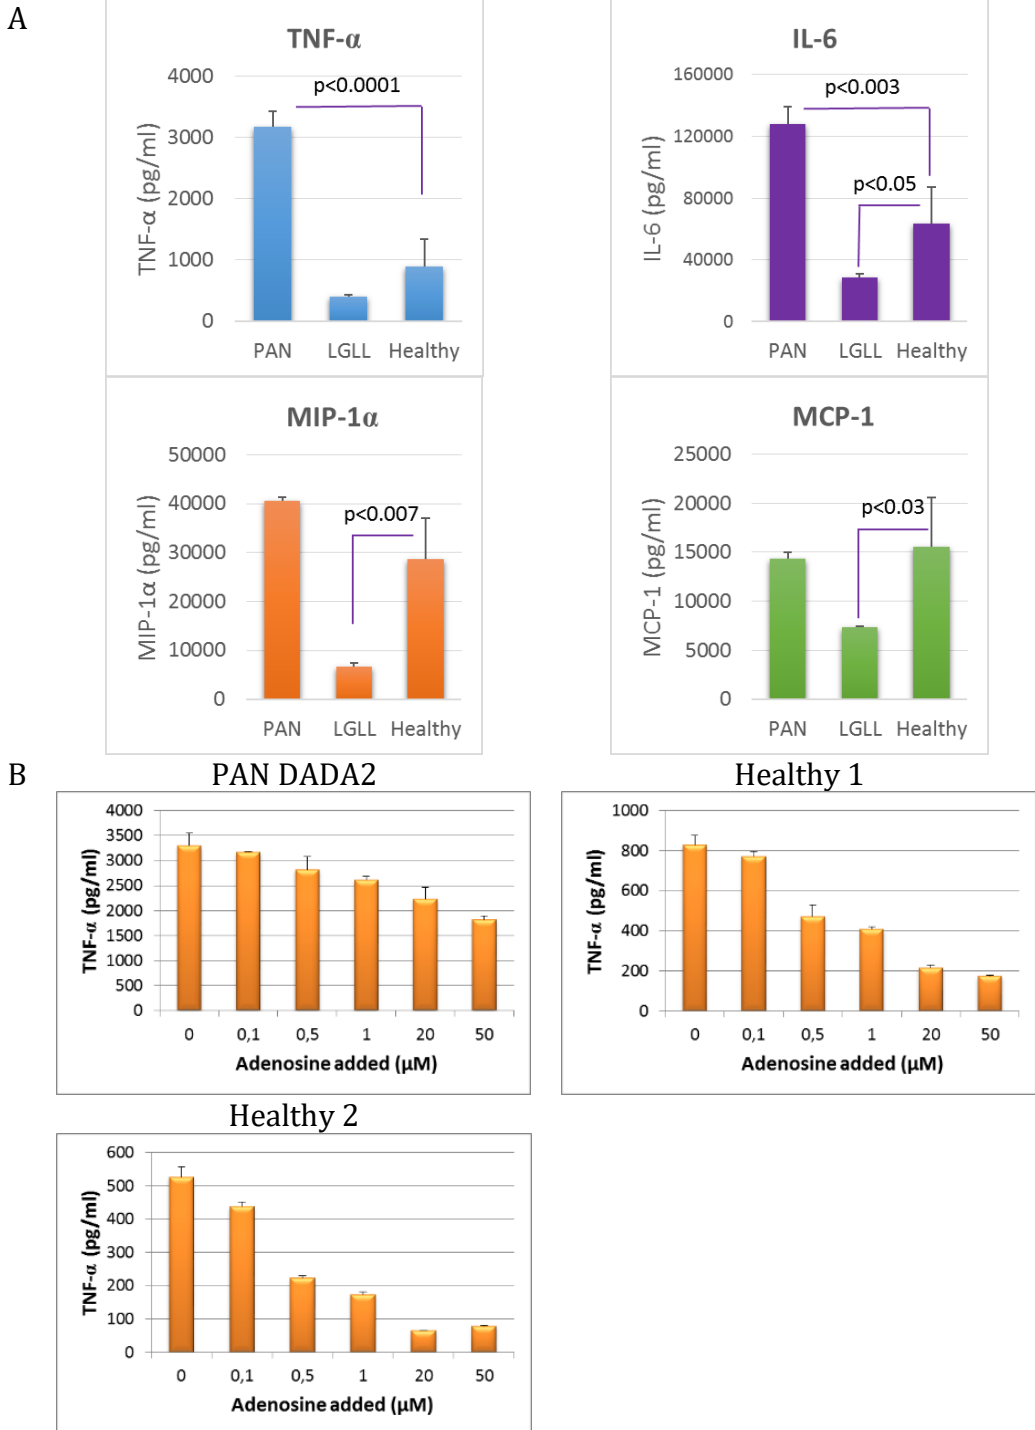 A
TNF-α
p<0.0001
4000
3000
2000
1000
0
TNF-α (pg/ml)
PAN LGLL Healthy
IL-6
p<0.003
p<0.05
160000
120000
80000
40000
0
IL-6 (pg/ml)
PAN LGLL Healthy
MIP-1α
p<0.007
50000
40000
30000
20000
10000
0
MIP-1α (pg/ml)
PAN LGLL Healthy
MCP-1
p<0.03
25000
20000
15000
10000
5000
0
MCP-1 (pg/ml)
PAN LGLL Healthy
B
PAN DADA2
4000
3500
3000
2500
2000
1500
1000
500
0
TNF-α (pg/ml)
0 0,1 0,5 1 20 50
Adenosine added (μM)
Healthy 1
1000
800
600
400
200
0
TNF-α (pg/ml)
0 0,1 0,5 1 20 50
Adenosine added (μM)
Healthy 2
600
500
400
300
200
100
0
TNF-α (pg/ml)
0 0,1 0,5 1 20 50
Adenosine added (μM)